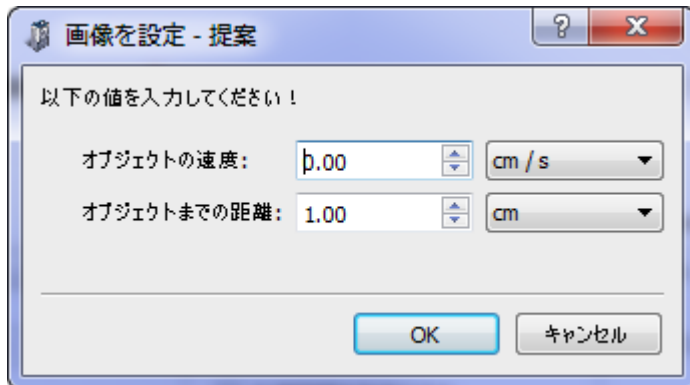 画像を設定 - 提案
以下の値を入力してください！
オブジェクトの速度: 0.00 cm / s
オブジェクトまでの距離: 1.00 cm
OK キャンセル